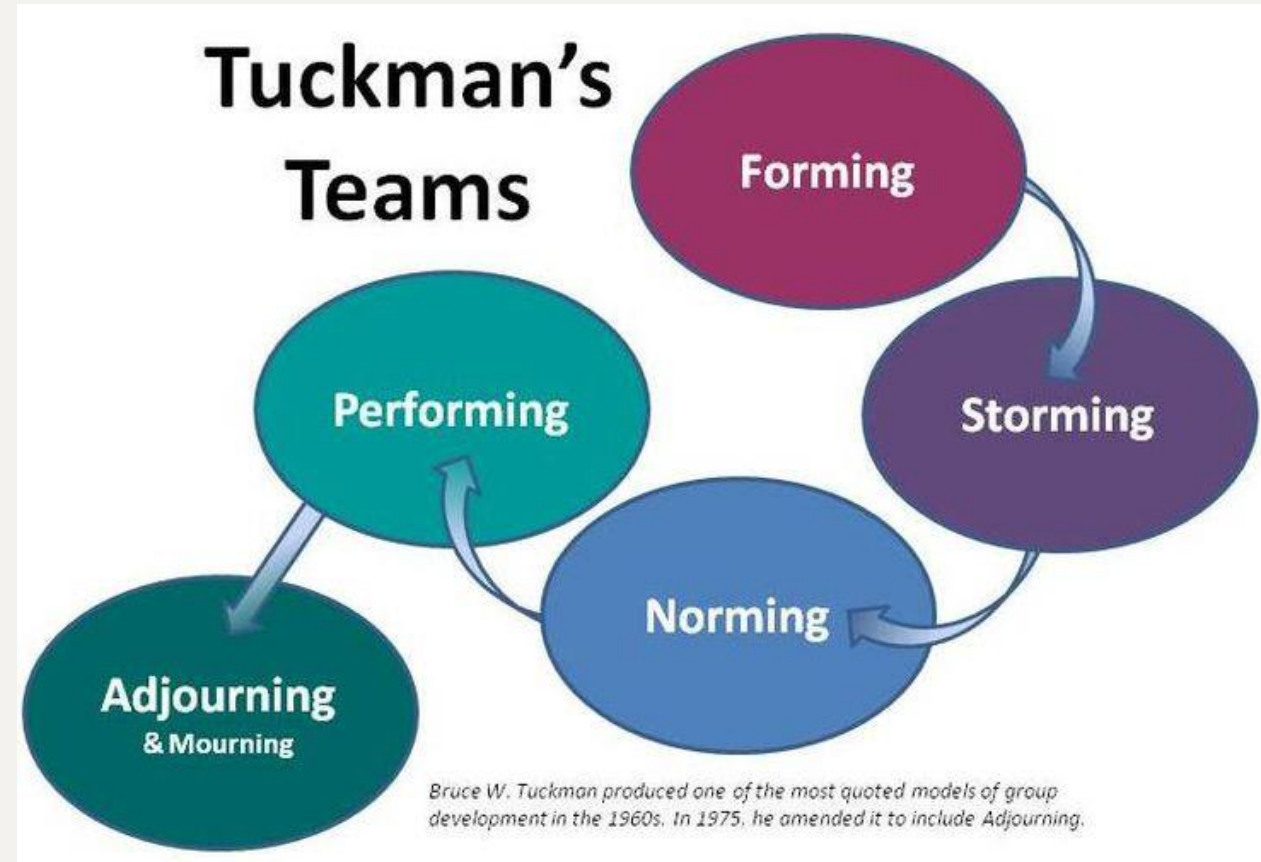 Tuckman’s
Teams
Forming
Storming
Norming
Performing
Adjourning
& Mourning
Bruce W. Tuckman produced one of the most quoted models of group
development in the 1960s. In 1975, he amended it to include Adjourning.